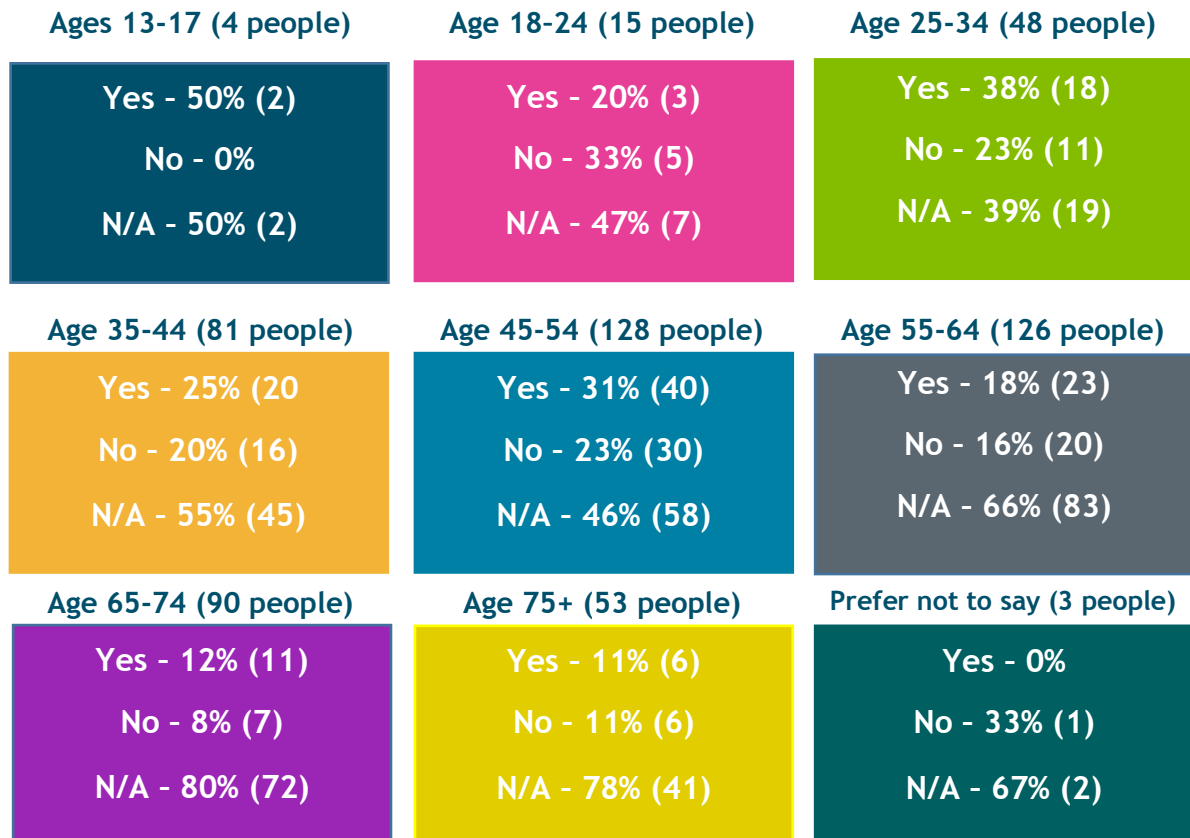 Ages 13-17 (4 people)
Yes – 50% (2)
No – 0%
N/A – 50% (2)
Age 18-24 (15 people)
Yes – 20% (3)
No – 33% (5)
N/A – 47% (7)
Age 25-34 (48 people)
Yes – 38% (18)
No – 23% (11)
N/A – 39% (19)
Age 35-44 (81 people)
Yes – 25% (20
No – 20% (16)
N/A – 55% (45)
Age 45-54 (128 people)
Yes – 31% (40)
No – 23% (30)
N/A – 46% (58)
Age 55-64 (126 people)
Yes – 18% (23)
No – 16% (20)
N/A – 66% (83)
Age 65-74 (90 people)
Yes – 12% (11)
No – 8% (7)
N/A – 80% (72)
Age 75+ (53 people)
Yes – 11% (6)
No – 11% (6)
N/A – 78% (41)
Prefer not to say (3 people)
Yes – 0%
No – 33% (1)
N/A – 67% (2)